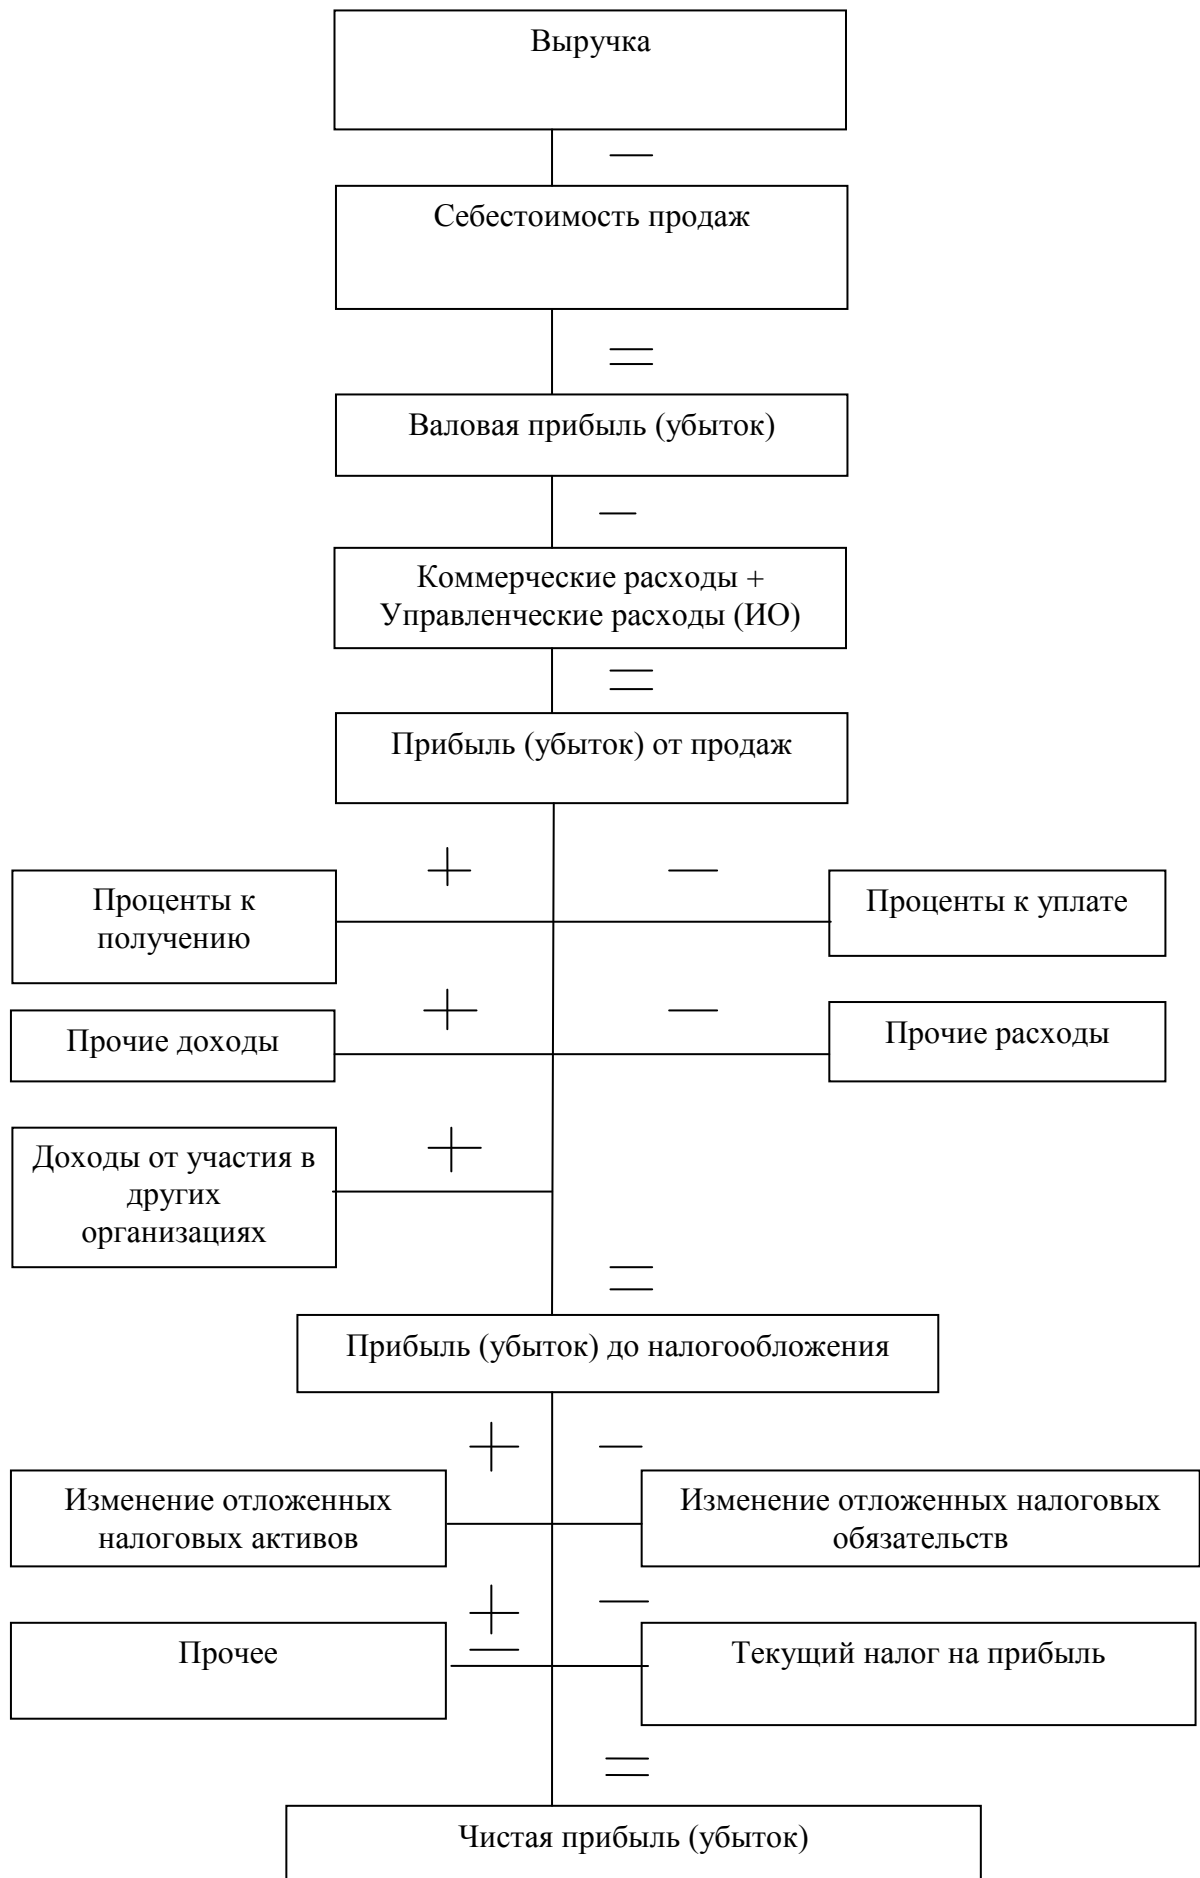 Выручка
—
Себестоимость продаж
=
Валовая прибыль (убыток)
—
Коммерческие расходы +
Управленческие расходы (ИО)
=
Прибыль (убыток) от продаж
+ —
Проценты к
получению
Проценты к уплате
+ —
Прочие доходы
Прочие расходы
+
Доходы от участия в
других
организациях
=
Прибыль (убыток) до налогообложения
+ —
Изменение отложенных
налоговых активов
Изменение отложенных налоговых
обязательств
± —
Прочее
Текущий налог на прибыль
=
Чистая прибыль (убыток)